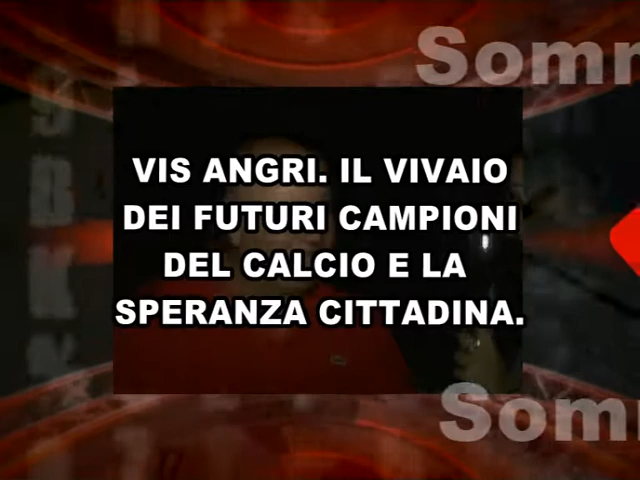 VIS ANGRI. IL VIVAIO
DEI FUTURI CAMPIONI
DEL CALCIO E LA
SPERANZA CITTADINA.